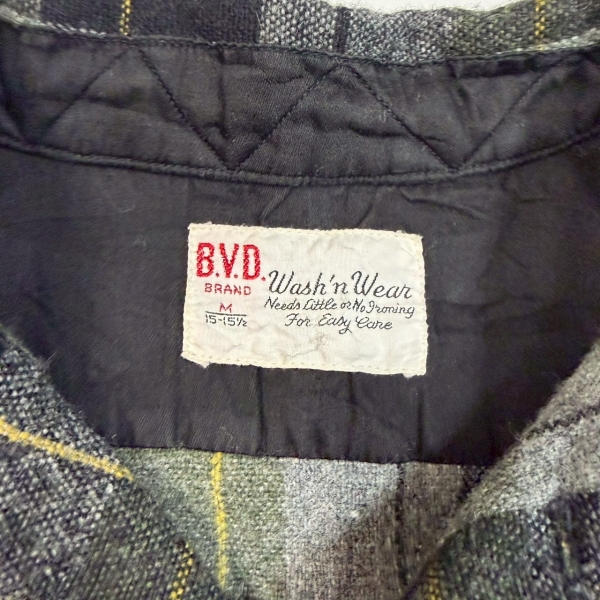 B.V.D.
BRAND
M
15-15½
Wash'n Wear
Needs Little or No Ironing
For Easy Care